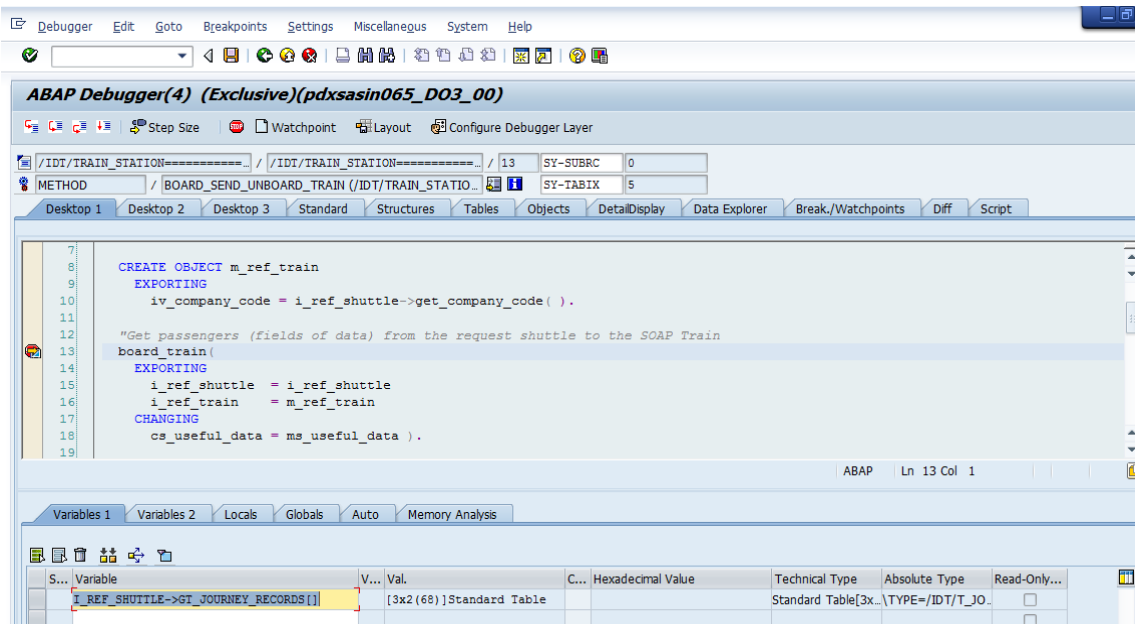 Debugger Edit Goto Breakpoints Settings Miscellaneous System Help
ABAP Debugger(4) (Exclusive)(pdxsasin065_DO3_00)
Step Size Watchpoint Layout Configure Debugger Layer
/IDT/TRAIN_STATION===========… / /IDT/TRAIN_STATION===========… / 13 SY-SUBRC 0
METHOD / BOARD_SEND_UNBOARD_TRAIN (/IDT/TRAIN_STATIO… SY-TABIX 5
Desktop 1 Desktop 2 Desktop 3 Standard Structures Tables Objects DetailDisplay Data Explorer Break./Watchpoints Diff Script
7
8 CREATE OBJECT m_ref_train
9 EXPORTING
10 iv_company_code = i_ref_shuttle->get_company_code( ).
11
12 "Get passengers (fields of data) from the request shuttle to the SOAP Train
13 board_train(
14 EXPORTING
15 i_ref_shuttle = i_ref_shuttle
16 i_ref_train = m_ref_train
17 CHANGING
18 cs_useful_data = ms_useful_data ).
19
ABAP Ln 13 Col 1
Variables 1 Variables 2 Locals Globals Auto Memory Analysis
S... Variable V... Val. C... Hexadecimal Value Technical Type Absolute Type Read-Only...
I_REF_SHUTTLE->GT_JOURNEY_RECORDS[] [3x2(68)]Standard Table Standard Table[3x… \TYPE=/IDT/T_JO…